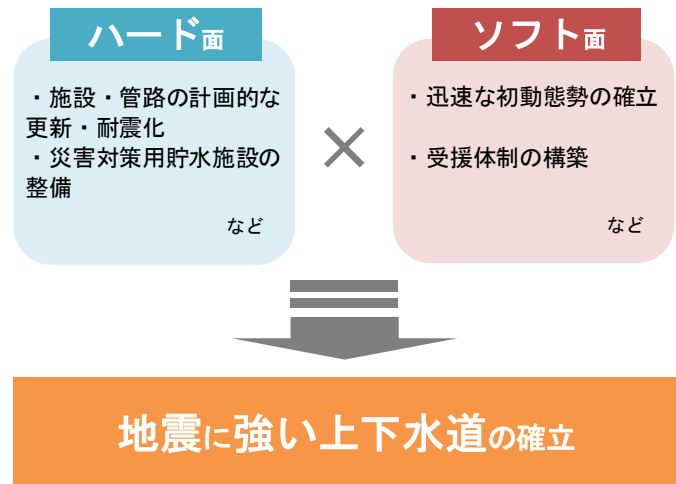 ハード面
・施設・管路の計画的な
更新・耐震化
・災害対策用貯水施設の
整備
など
×
ソフト面
・迅速な初動態勢の確立
・受援体制の構築
など
地震に強い上下水道の確立